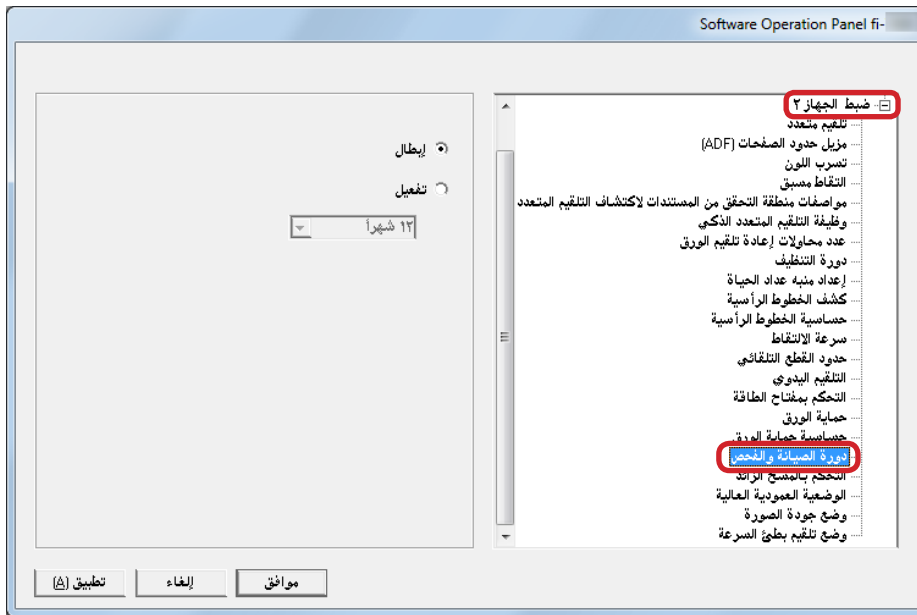 Software Operation Panel fi-
ضبط الجهاز ٢
تلقيم متعدد
مزيل حدود الصفحات (ADF)
تسرب اللون
التقاط مسبق
مواصفات منطقة التحقق من المستندات لاكتشاف التلقيم المتعدد
وظيفة التلقيم المتعدد الذكي
عدد محاولات إعادة تلقيم الورق
دورة التنظيف
إعداد منبه عداد الحياة
كشف الخطوط الرأسية
حساسية الخطوط الرأسية
سرعة الالتقاط
حدود القطع التلقائي
التلقيم اليدوي
التحكم بمفتاح الطاقة
حماية الورق
حساسية حماية الورق
دورة الصيانة والفحص
التحكم بالمسح الزائد
الوضعية العمودية العالية
وضع جودة الصورة
وضع تلقيم بطئ السرعة
إبطال
تفعيل
١٢ شهراً
موافق
إلغاء
تطبيق (A)